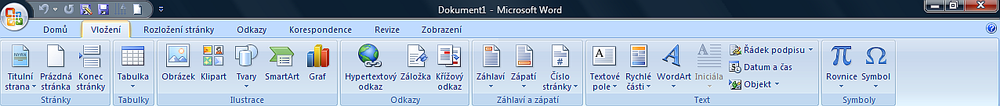 Dokument1 - Microsoft Word
Domů Vložení Rozložení stránky Odkazy Korespondence Revize Zobrazení
Titulní strana
Prázdná stránka
Konec stránky
Stránky
Tabulka
Tabulky
Obrázek
Klipart
Tvary
SmartArt
Graf
Ilustrace
Hypertextový odkaz
Záložka
Křížový odkaz
Odkazy
Záhlaví
Zápatí
Číslo stránky
Záhlaví a zápatí
Textové pole
Rychlé části
WordArt
Iniciála
Řádek podpisu
Datum a čas
Objekt
Text
Rovnice
Symbol
Symboly